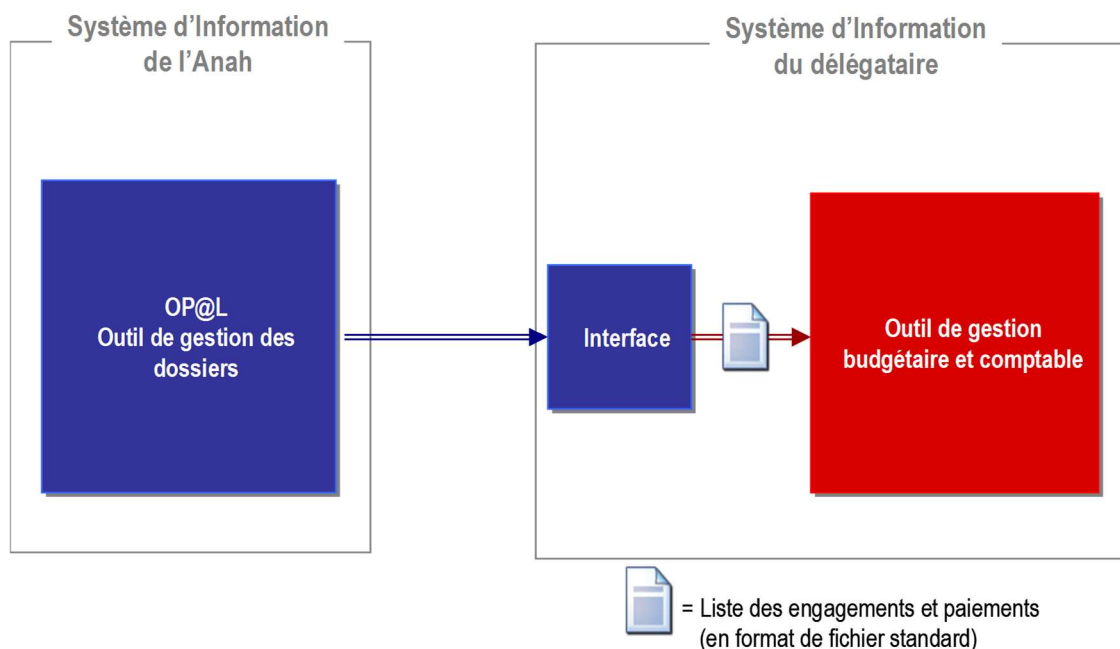 Système d’Information
de l’Anah
Système d’Information
du délégataire
OP@L
Outil de gestion des
dossiers
Interface
Outil de gestion
budgétaire et comptable
= Liste des engagements et paiements
(en format de fichier standard)